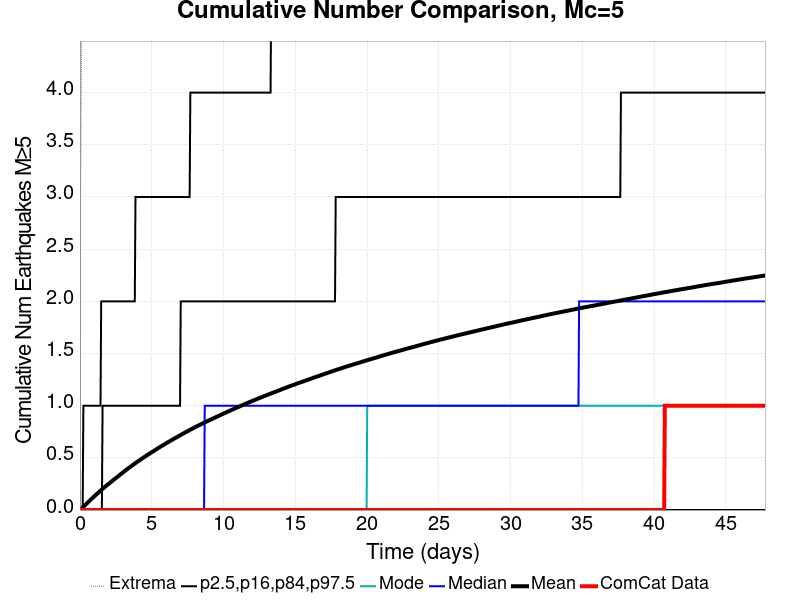 Cumulative Number Comparison, Mc=5
Cumulative Num Earthquakes M≥5
4.0
3.5
3.0
2.5
2.0
1.5
1.0
0.5
0.0
0 5 10 15 20 25 30 35 40 45
Time (days)
Extrema p2.5,p16,p84,p97.5 Mode Median Mean ComCat Data